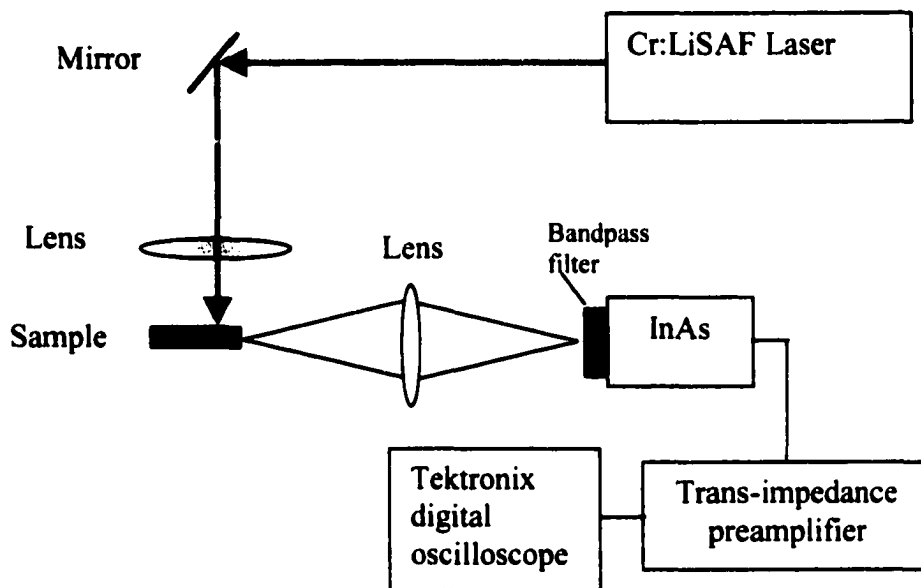 Cr:LiSAF Laser
Mirror
Lens
Lens
Bandpass
filter
Sample
InAs
Tektronix
digital
oscilloscope
Trans-impedance
preamplifier